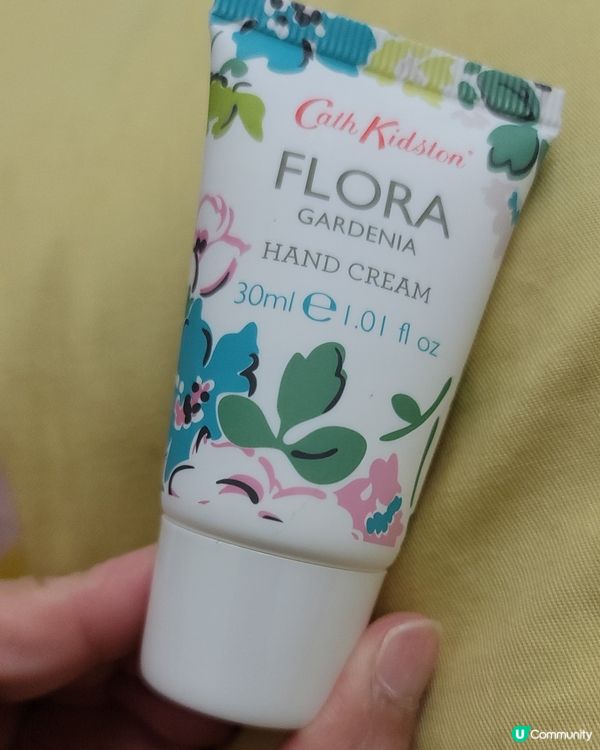 Cath Kidston
FLORA
GARDENIA
HAND CREAM
30ml e 1.01 fl oz
U Community